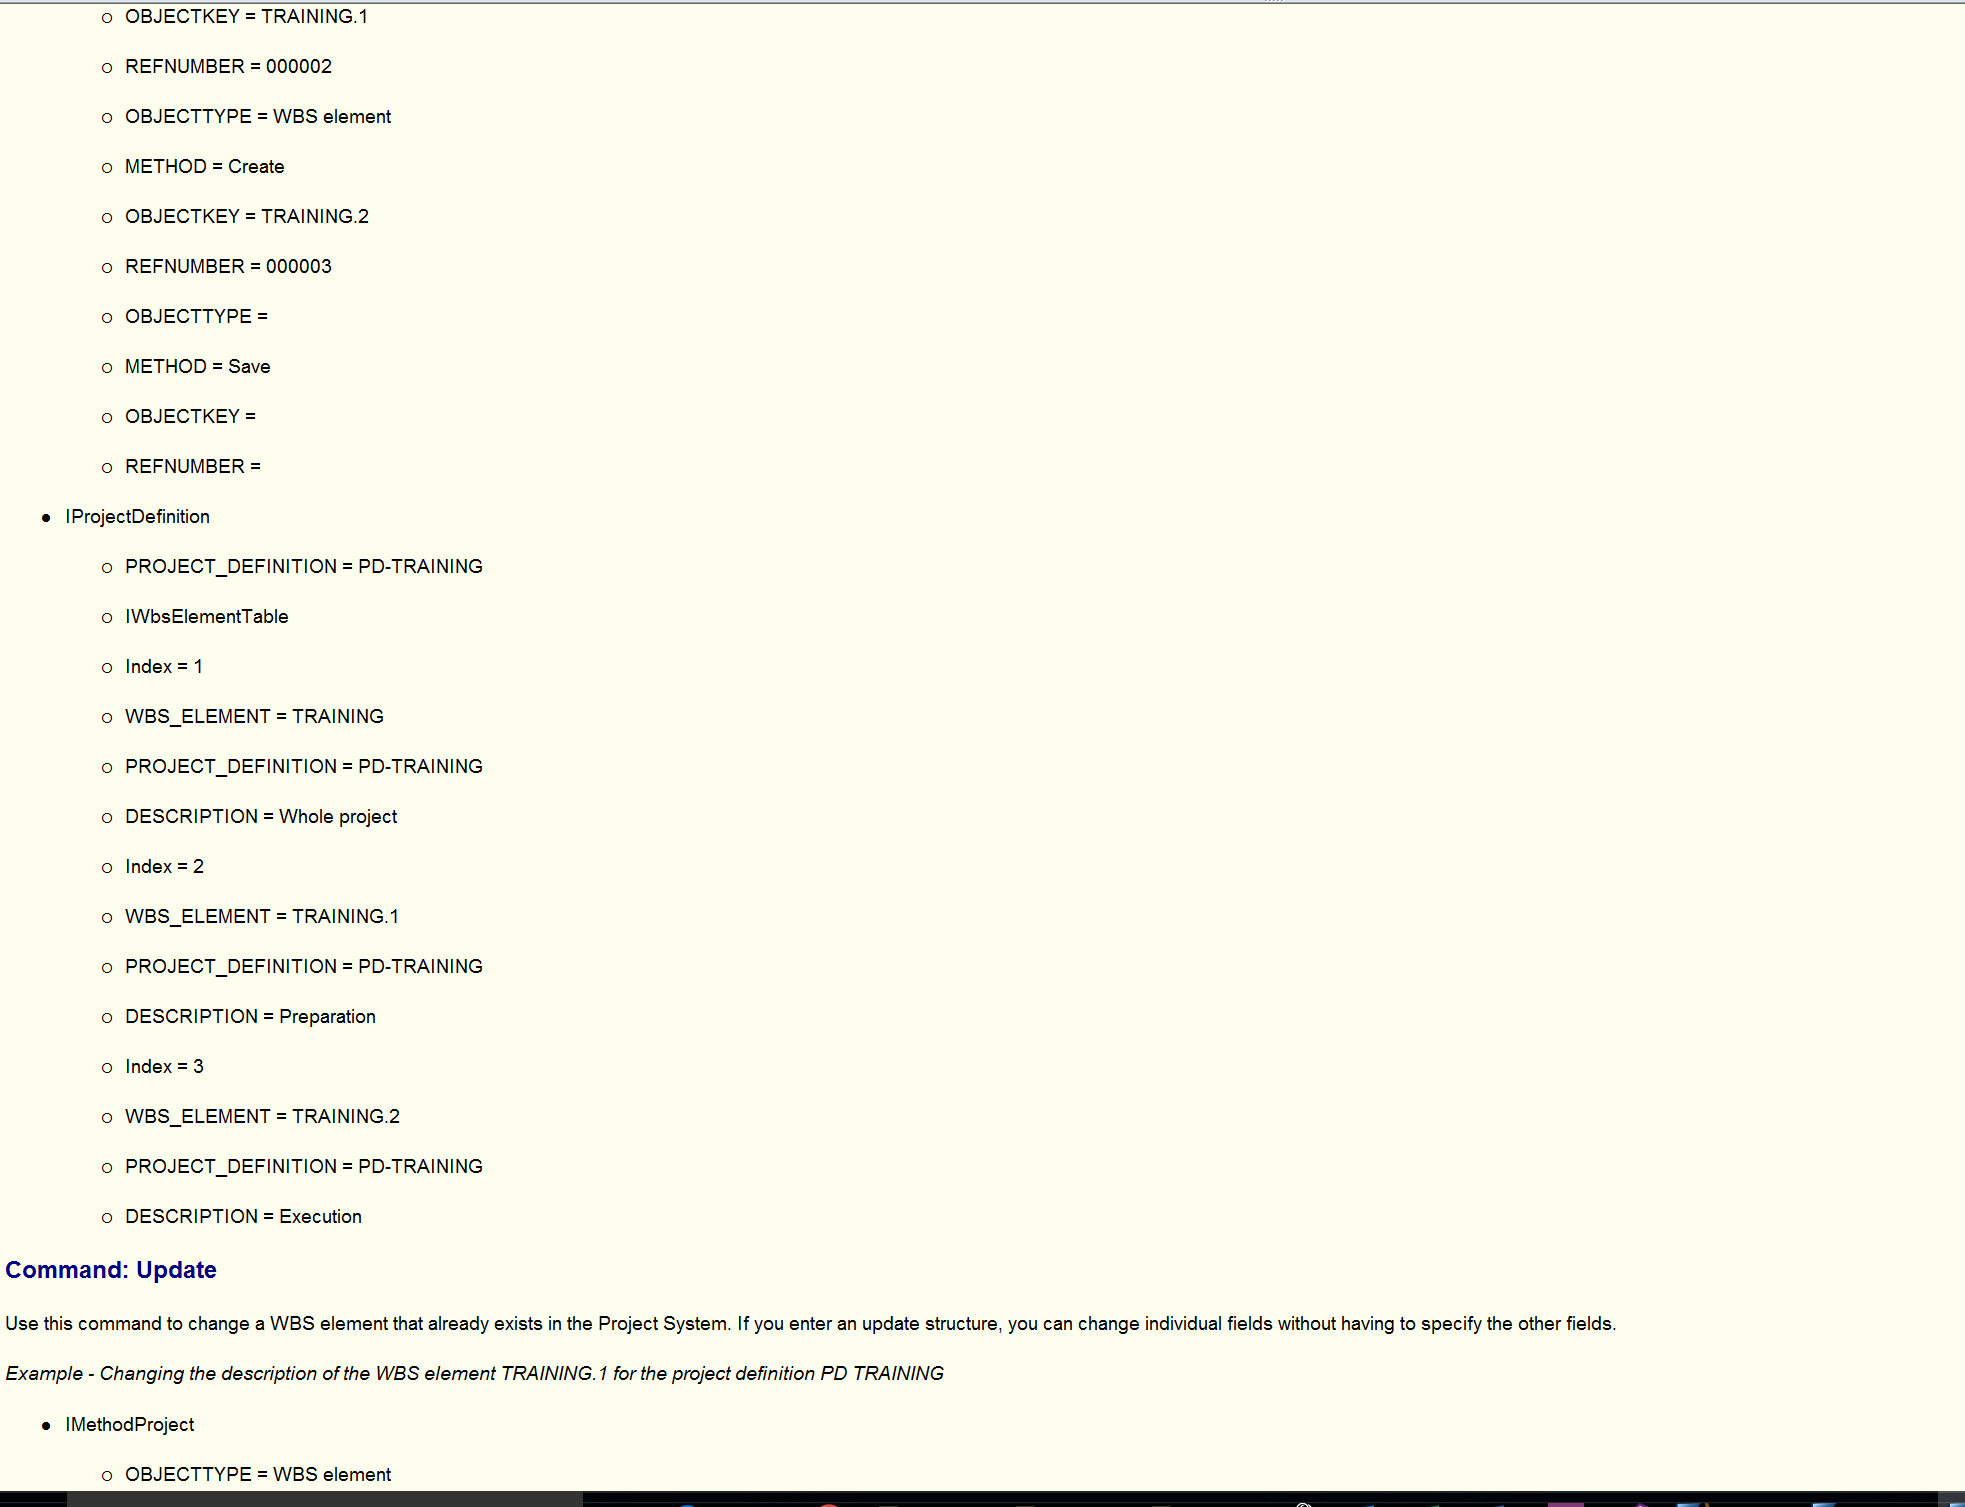 OBJECTKEY = TRAINING.1
REFNUMBER = 000002
OBJECTTYPE = WBS element
METHOD = Create
OBJECTKEY = TRAINING.2
REFNUMBER = 000003
OBJECTTYPE =
METHOD = Save
OBJECTKEY =
REFNUMBER =
IProjectDefinition
PROJECT_DEFINITION = PD-TRAINING
IWbsElementTable
Index = 1
WBS_ELEMENT = TRAINING
PROJECT_DEFINITION = PD-TRAINING
DESCRIPTION = Whole project
Index = 2
WBS_ELEMENT = TRAINING.1
PROJECT_DEFINITION = PD-TRAINING
DESCRIPTION = Preparation
Index = 3
WBS_ELEMENT = TRAINING.2
PROJECT_DEFINITION = PD-TRAINING
DESCRIPTION = Execution
Command: Update
Use this command to change a WBS element that already exists in the Project System. If you enter an update structure, you can change individual fields without having to specify the other fields.
Example - Changing the description of the WBS element TRAINING.1 for the project definition PD TRAINING
IMethodProject
OBJECTTYPE = WBS element